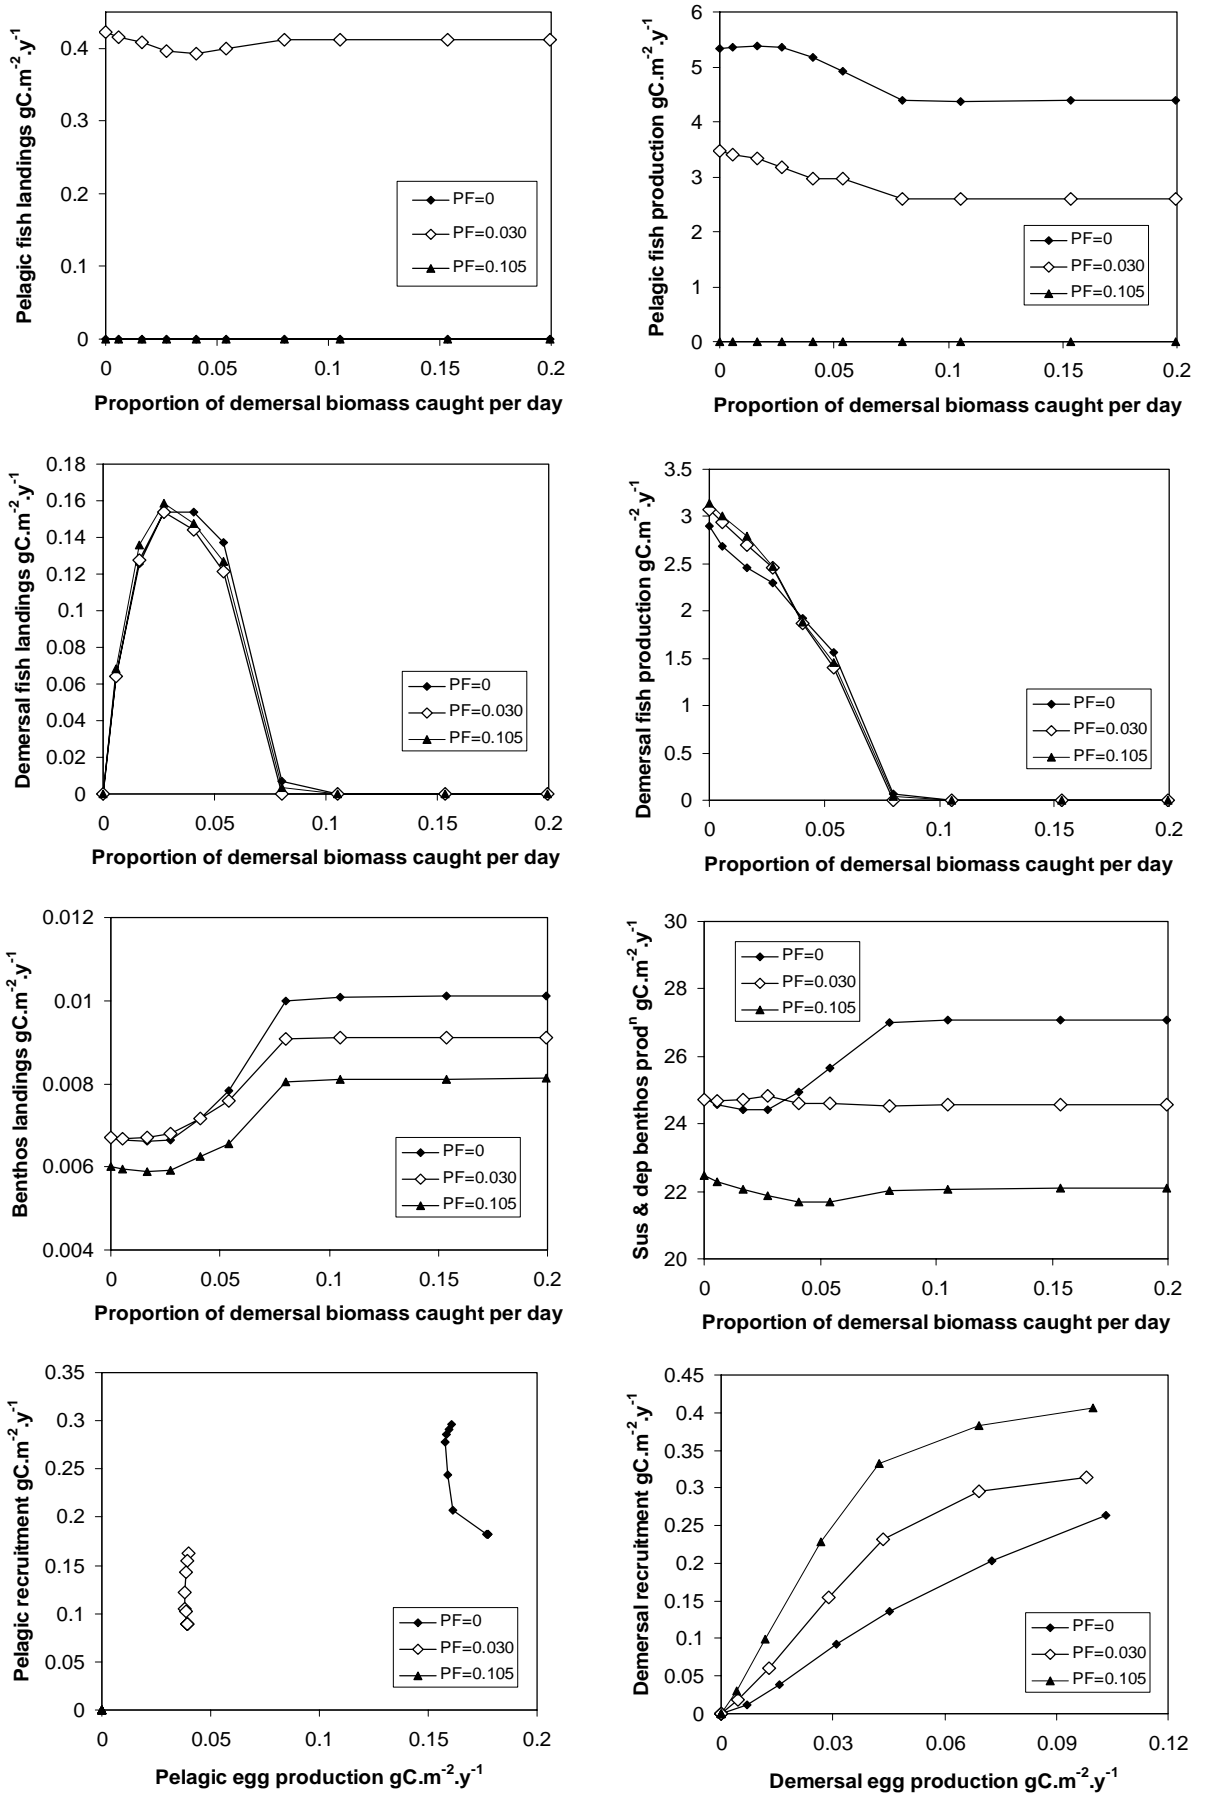 Pelagic fish landings gC.m-2.y-1
0.4
0.3
0.2
0.1
0
0 0.05 0.1 0.15 0.2
Proportion of demersal biomass caught per day
PF=0
PF=0.030
PF=0.105
Pelagic fish production gC.m-2.y-1
6
5
4
3
2
1
0
0 0.05 0.1 0.15 0.2
Proportion of demersal biomass caught per day
PF=0
PF=0.030
PF=0.105
Demersal fish landings gC.m-2.y-1
0.18
0.16
0.14
0.12
0.1
0.08
0.06
0.04
0.02
0
0 0.05 0.1 0.15 0.2
Proportion of demersal biomass caught per day
PF=0
PF=0.030
PF=0.105
Demersal fish production gC.m-2.y-1
3.5
3
2.5
2
1.5
1
0.5
0
0 0.05 0.1 0.15 0.2
Proportion of demersal biomass caught per day
PF=0
PF=0.030
PF=0.105
Benthos landings gC.m-2.y-1
0.012
0.01
0.008
0.006
0.004
0 0.05 0.1 0.15 0.2
Proportion of demersal biomass caught per day
PF=0
PF=0.030
PF=0.105
Sus & dep benthos prodn gC.m-2.y-1
30
28
26
24
22
20
0 0.05 0.1 0.15 0.2
Proportion of demersal biomass caught per day
PF=0
PF=0.030
PF=0.105
Pelagic recruitment gC.m-2.y-1
0.35
0.3
0.25
0.2
0.15
0.1
0.05
0
0 0.05 0.1 0.15 0.2
Pelagic egg production gC.m-2.y-1
PF=0
PF=0.030
PF=0.105
Demersal recruitment gC.m-2.y-1
0.45
0.4
0.35
0.3
0.25
0.2
0.15
0.1
0.05
0
0 0.03 0.06 0.09 0.12
Demersal egg production gC.m-2.y-1
PF=0
PF=0.030
PF=0.105